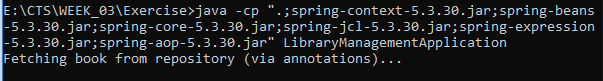 E:\CTS\WEEK_03\Exercise>java -cp ".;spring-context-5.3.30.jar;spring-beans
-5.3.30.jar;spring-core-5.3.30.jar;spring-jcl-5.3.30.jar;spring-expression
-5.3.30.jar;spring-aop-5.3.30.jar" LibraryManagementApplication
Fetching book from repository (via annotations)...